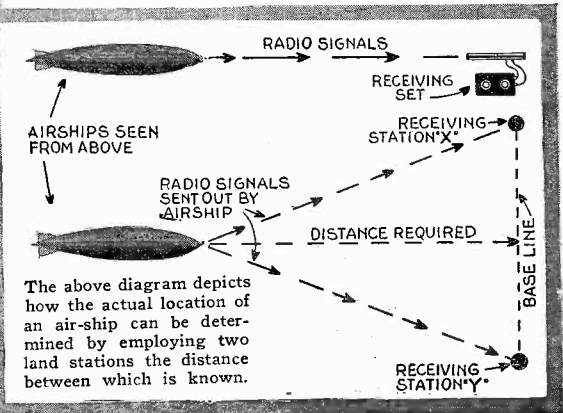 RADIO SIGNALS
RECEIVING
SET
AIRSHIPS SEEN
FROM ABOVE
RECEIVING
STATION "X"
RADIO SIGNALS
SENT OUT BY
AIRSHIP
DISTANCE REQUIRED
BASE LINE
The above diagram depicts
how the actual location of
an air-ship can be deter-
mined by employing two
land stations the distance
between which is known.
RECEIVING
STATION "Y"